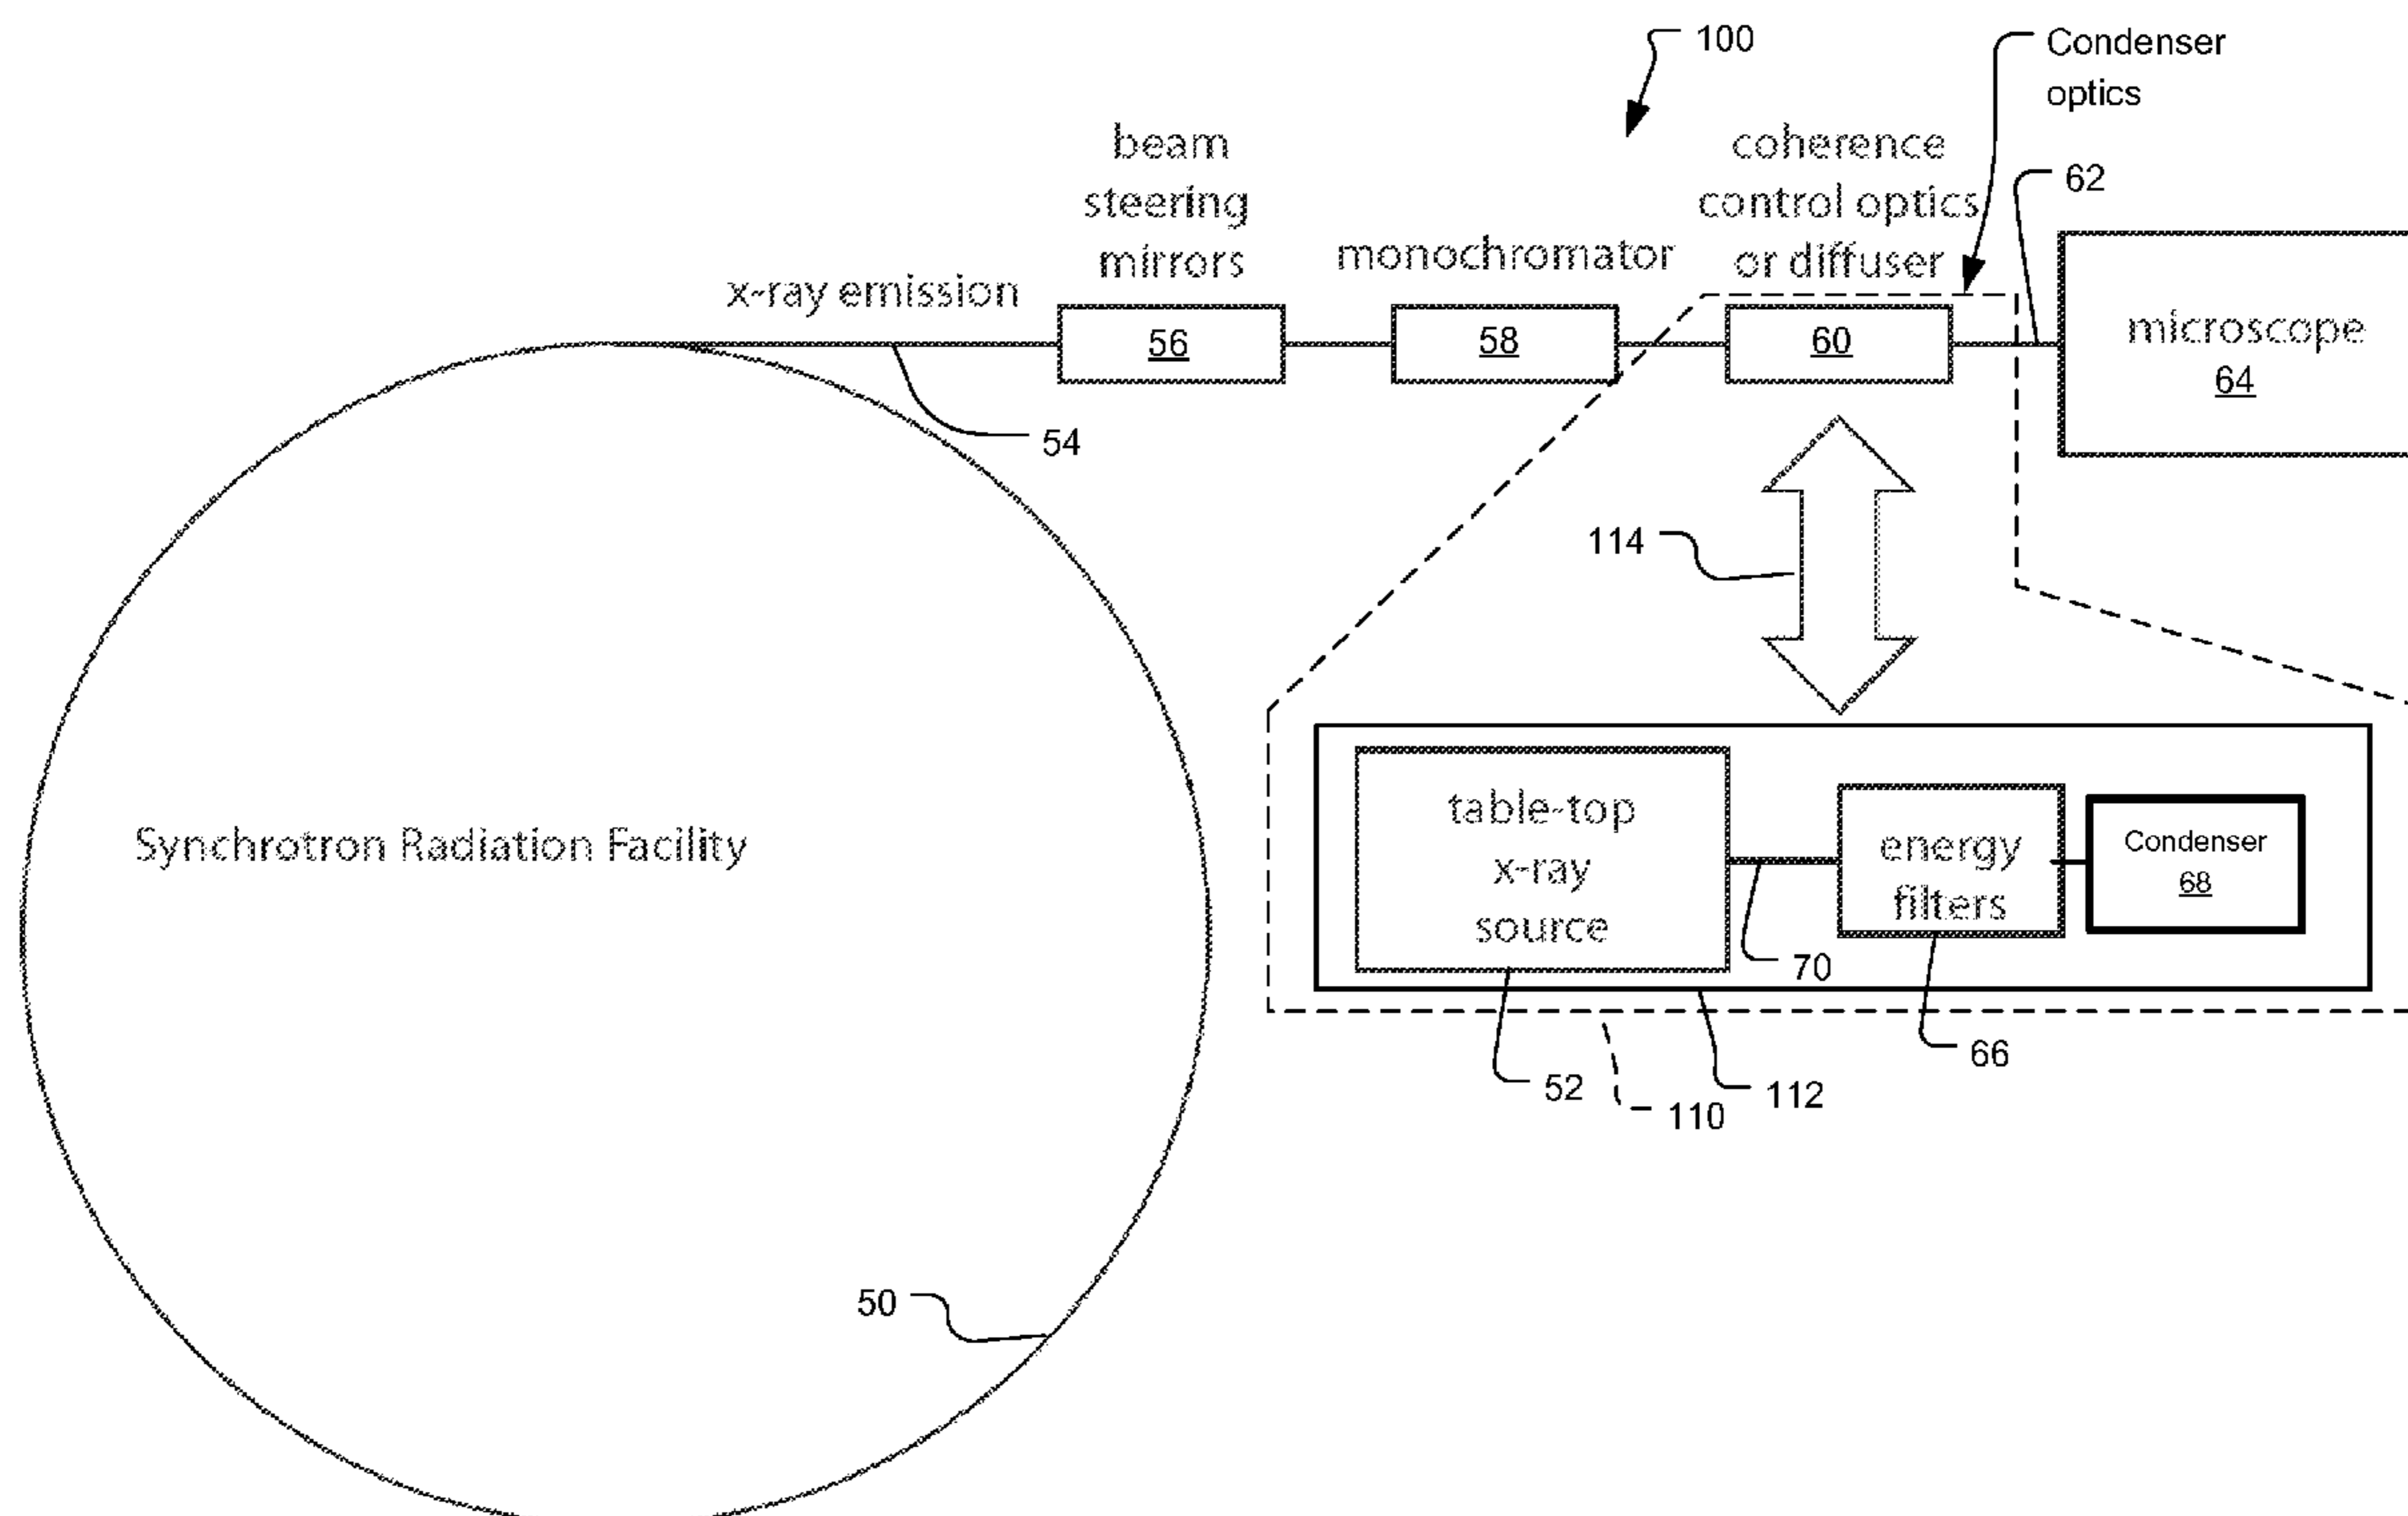 100
Condenser
optics
beam
steering
mirrors
coherence
control optics
or diffuser
62
monochromator
x-ray emission
56
58
60
microscope
64
54
114
Synchrotron Radiation Facility
table-top
x-ray
source
energy
filters
Condenser
68
70
66
52
112
110
50